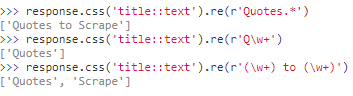 >>> response.css('title::text').re(r'Quotes.*')
['Quotes to Scrape']
>>> response.css('title::text').re(r'Q\w+')
['Quotes']
>>> response.css('title::text').re(r'(\w+) to (\w+)')
['Quotes', 'Scrape']